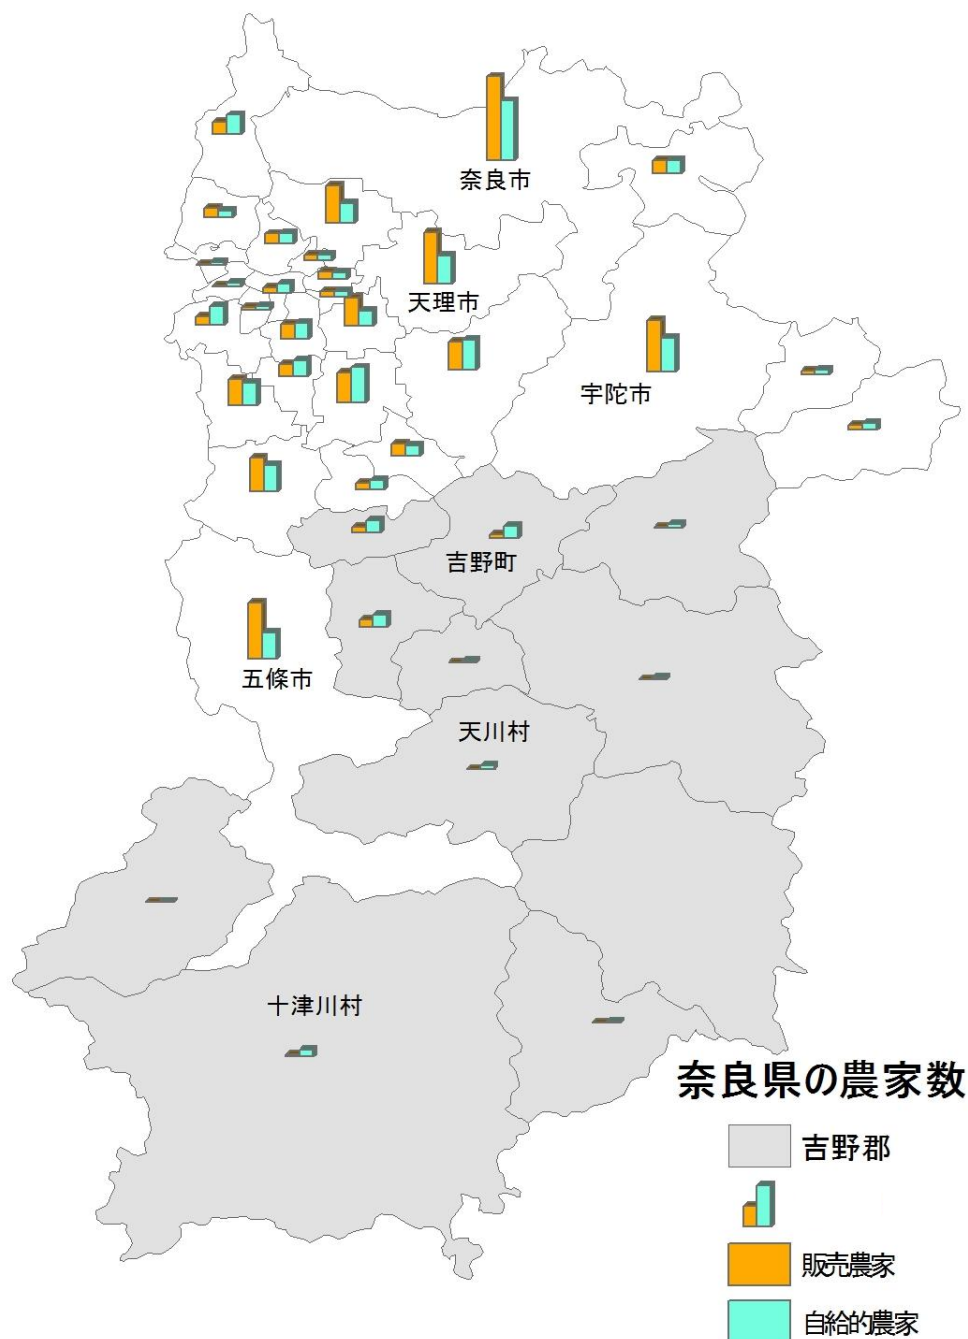 奈良市
天理市
宇陀市
吉野町
五條市
天川村
十津川村
奈良県の農家数
吉野郡
販売農家
自給的農家